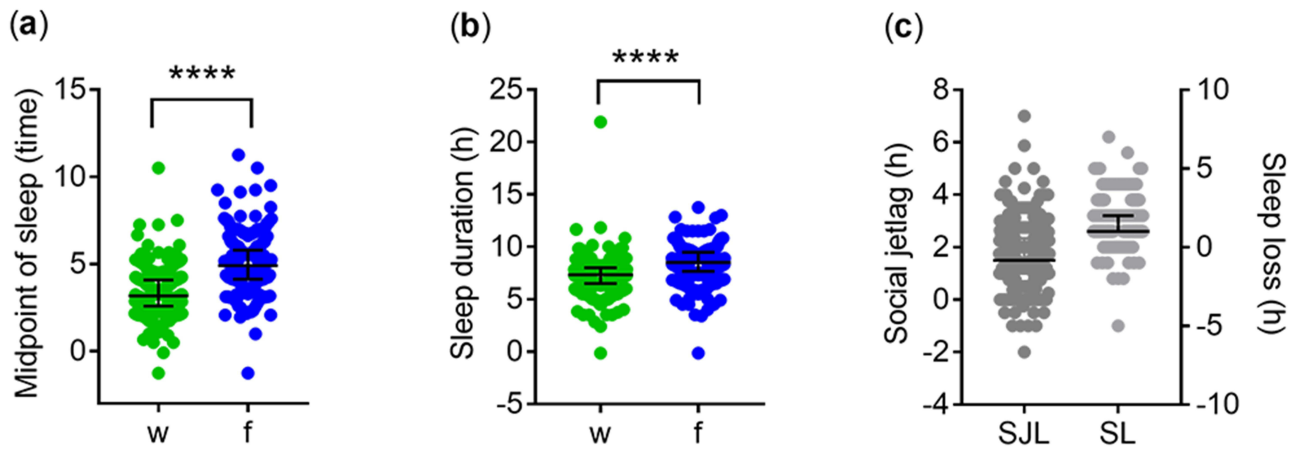 (a)
Midpoint of sleep (time)
15
10
5
0
****
w
f
(b)
Sleep duration (h)
25
20
15
10
5
0
-5
****
w
f
(c)
Social jetlag (h)
8
6
4
2
0
-2
-4
SJL
SL
10
5
0
-5
-10
Sleep loss (h)